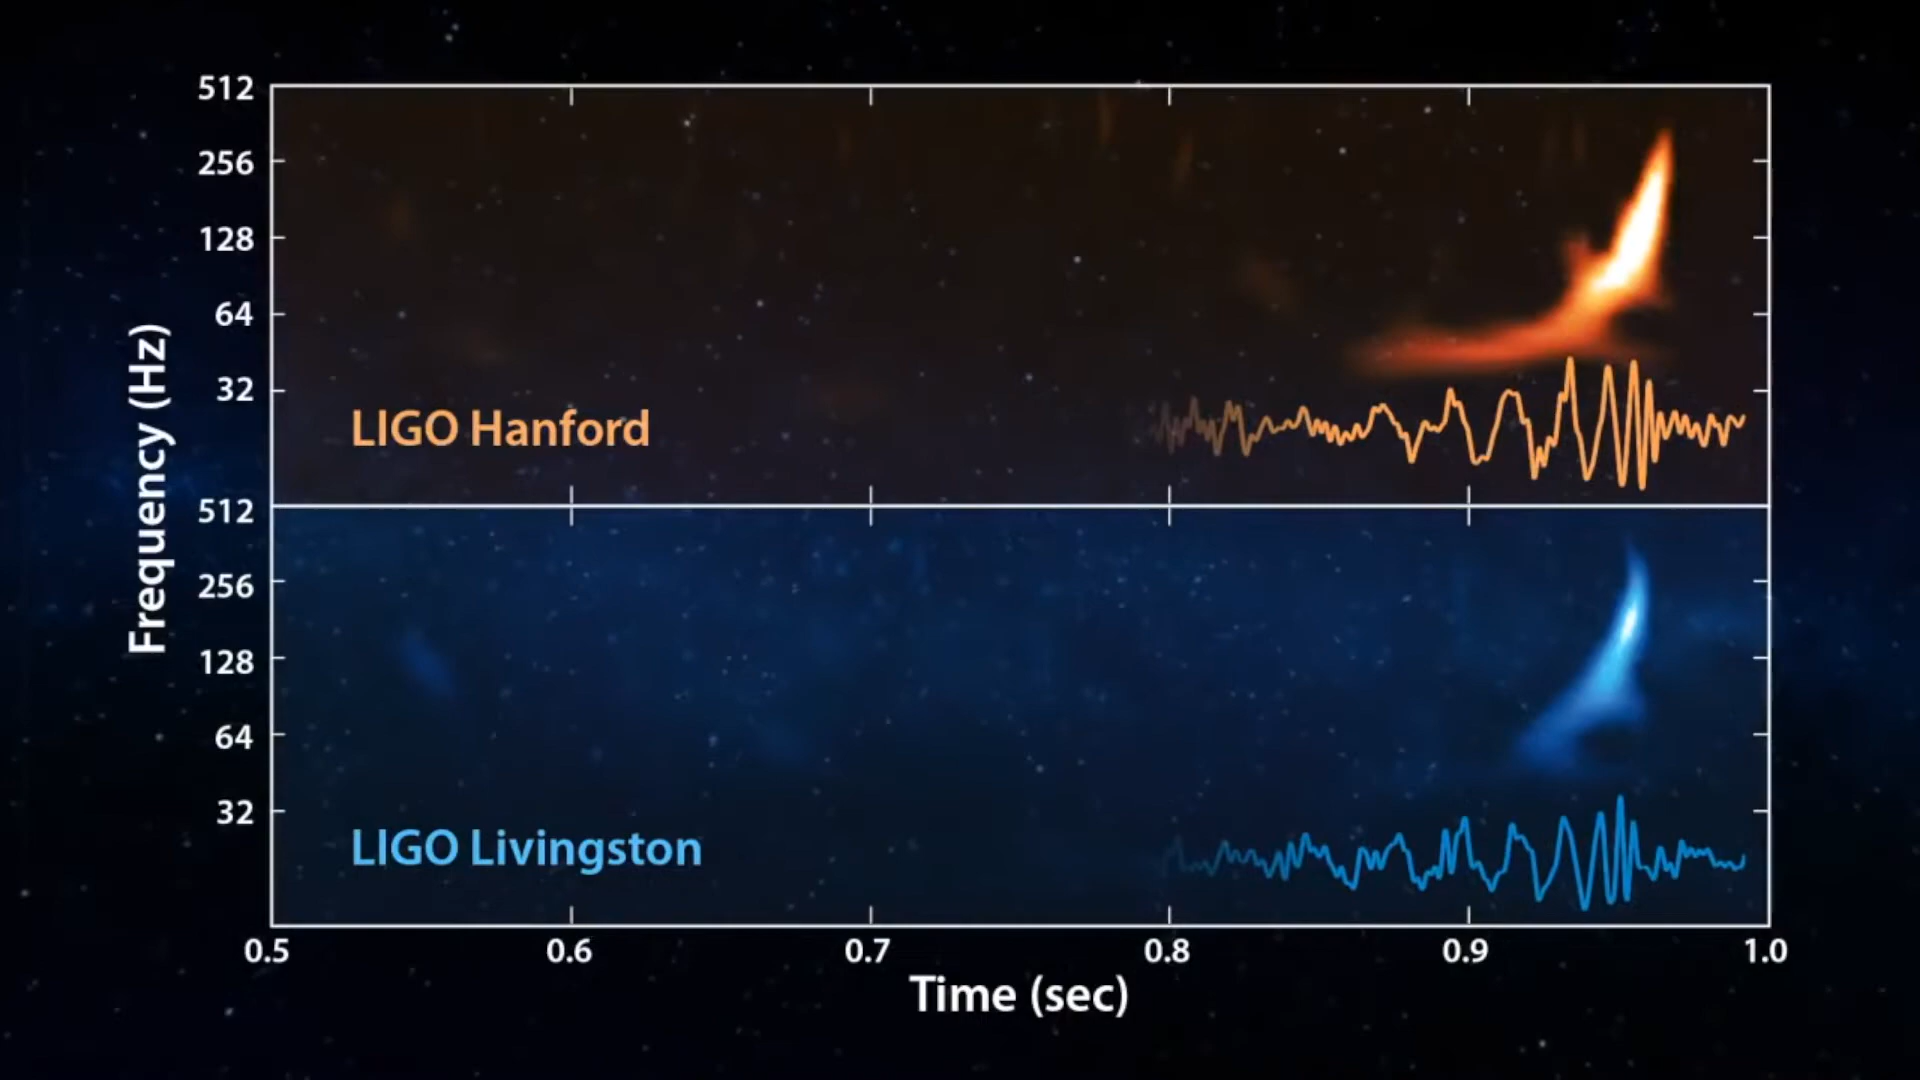 512
256
128
64
32
LIGO Hanford
512
256
128
64
32
LIGO Livingston
Frequency (Hz)
0.5 0.6 0.7 0.8 0.9 1.0
Time (sec)